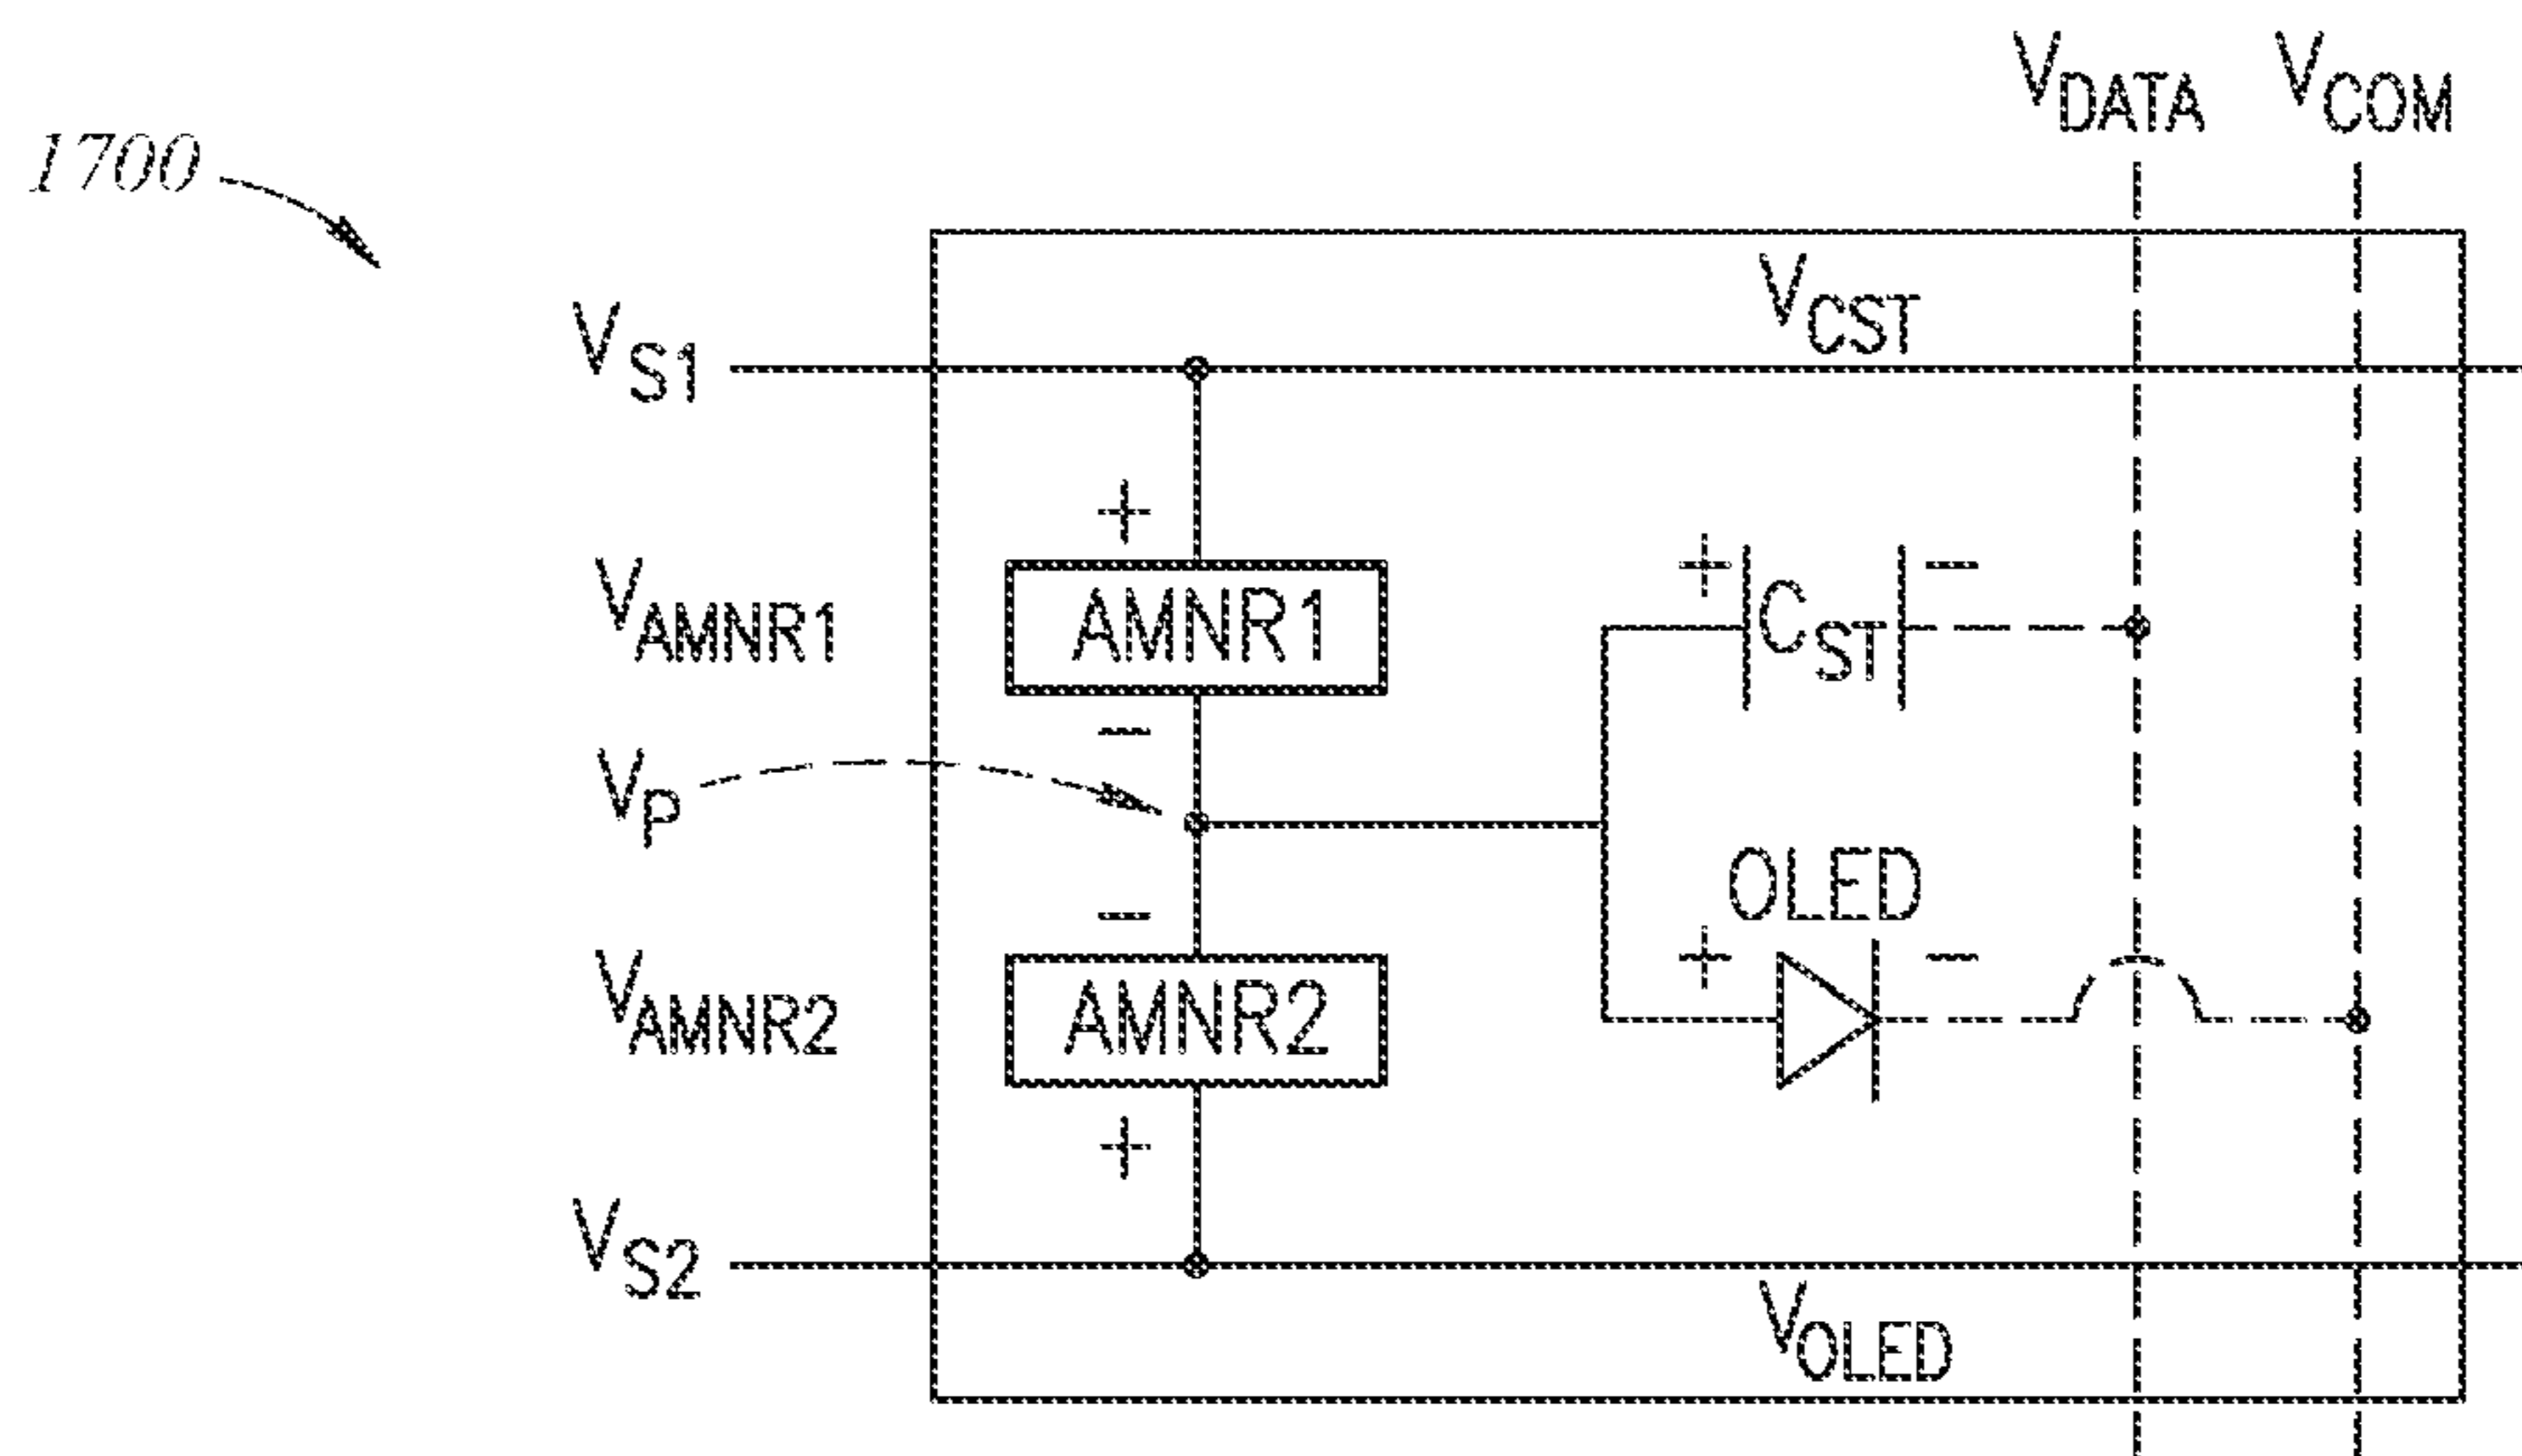 V_DATA V_COM
1700
V_CST
V_S1
+
+ C_ST -
V_AMNR1 AMNR1
-
V_P
- OLED
+ -
V_AMNR2 AMNR2
+
V_S2
V_OLED